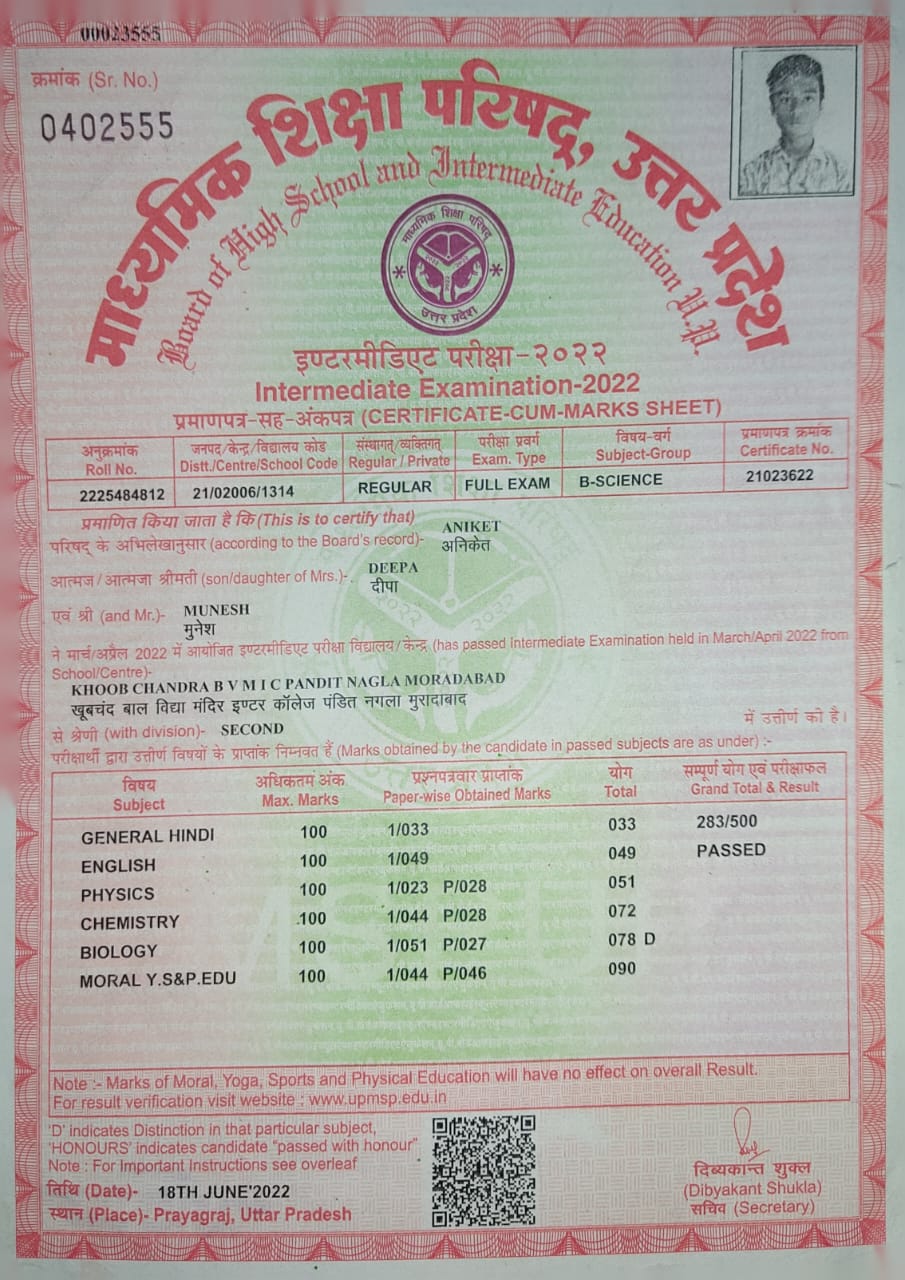 00023555
क्रमांक (Sr. No.)
0402555
माध्यमिक शिक्षा परिषद्, उत्तर प्रदेश
Board of High School and Intermediate Education U.P.
माध्यमिक शिक्षा परिषद्
उत्तर प्रदेश
इण्टरमीडिएट परीक्षा-२०२२
Intermediate Examination-2022
प्रमाणपत्र-सह-अंकपत्र (CERTIFICATE-CUM-MARKS SHEET)
अनुक्रमांक जनपद/केन्द्र/विद्यालय कोड संस्थागत्/व्यक्तिगत् परीक्षा प्रवर्ग विषय-वर्ग प्रमाणपत्र क्रमांक
Roll No. Distt./Centre/School Code Regular / Private Exam. Type Subject-Group Certificate No.
2225484812 21/02006/1314 REGULAR FULL EXAM B-SCIENCE 21023622
प्रमाणित किया जाता है कि (This is to certify that) ANIKET
परिषद् के अभिलेखानुसार (according to the Board's record)- अनिकेत
आत्मज/आत्मजा श्रीमती (son/daughter of Mrs.)- DEEPA
दीपा
एवं श्री (and Mr.)- MUNESH
मुनेश
ने मार्च/अप्रैल 2022 में आयोजित इण्टरमीडिएट परीक्षा विद्यालय/केन्द्र (has passed Intermediate Examination held in March/April 2022 from
School/Centre)-
KHOOB CHANDRA B V M I C PANDIT NAGLA MORADABAD
खूबचंद बाल विद्या मंदिर इण्टर कॉलेज पंडित नगला मुरादाबाद
से श्रेणी (with division)- SECOND में उत्तीर्ण की है।
परीक्षार्थी द्वारा उत्तीर्ण विषयों के प्राप्तांक निम्नवत हैं (Marks obtained by the candidate in passed subjects are as under) :-
विषय अधिकतम अंक प्रश्नपत्रवार प्राप्तांक योग सम्पूर्ण योग एवं परीक्षाफल
Subject Max. Marks Paper-wise Obtained Marks Total Grand Total & Result
GENERAL HINDI 100 1/033 033 283/500
ENGLISH 100 1/049 049 PASSED
PHYSICS 100 1/023 P/028 051
CHEMISTRY 100 1/044 P/028 072
BIOLOGY 100 1/051 P/027 078 D
MORAL Y.S&P.EDU 100 1/044 P/046 090
Note :- Marks of Moral, Yoga, Sports and Physical Education will have no effect on overall Result.
For result verification visit website : www.upmsp.edu.in
'D' indicates Distinction in that particular subject,
'HONOURS' indicates candidate "passed with honour"
Note : For Important Instructions see overleaf
तिथि (Date)- 18TH JUNE'2022
स्थान (Place)- Prayagraj, Uttar Pradesh
दिब्यकान्त शुक्ल
(Dibyakant Shukla)
सचिव (Secretary)